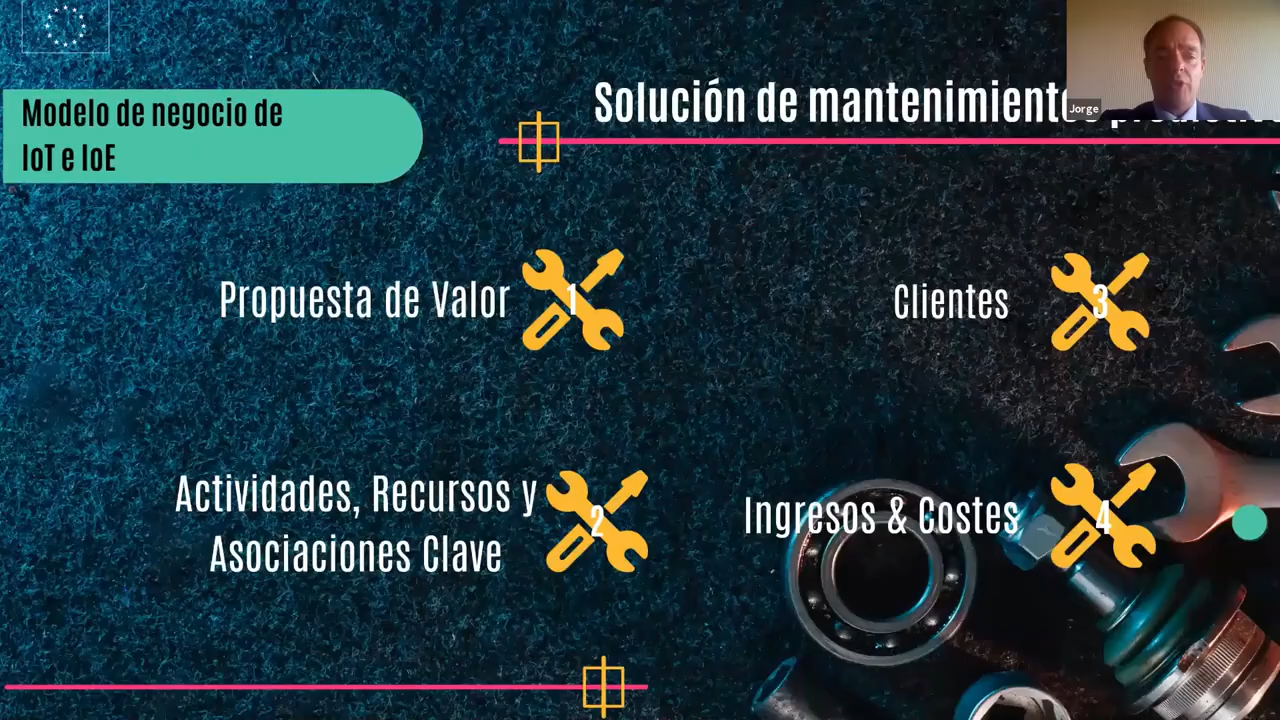 Modelo de negocio de
IoT e IoE
Solución de mantenimiento
Jorge
Propuesta de Valor
1
Clientes
3
Actividades, Recursos y
Asociaciones Clave
2
Ingresos & Costes
4